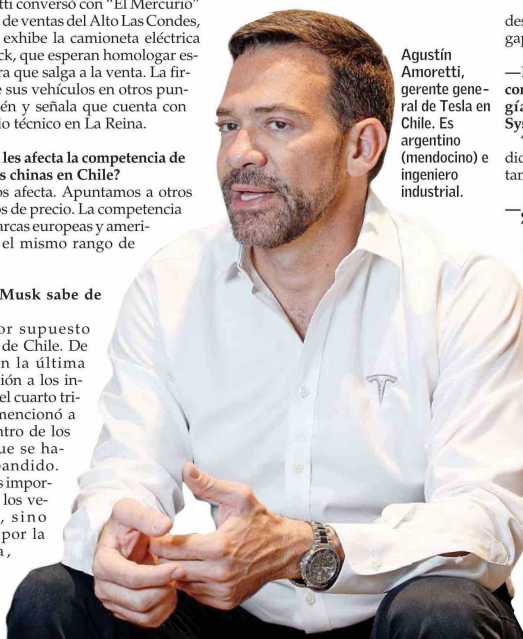 tti conversó con "El Mercurio"
de ventas del Alto Las Condes,
exhibe la camioneta eléctrica
ck, que esperan homologar es-
ra que salga a la venta. La fir-
e sus vehículos en otros pun-
én y señala que cuenta con
io técnico en La Reina.
les afecta la competencia de
s chinas en Chile?
os afecta. Apuntamos a otros
os de precio. La competencia
arcas europeas y ameri-
el mismo rango de
Musk sabe de
or supuesto
de Chile. De
n la última
ión a los in-
el cuarto tri-
mencionó a
ntro de los
ue se ha-
pandido.
s impor-
los ve-
, sino
por la
a,
Agustín
Amoretti,
gerente gene-
ral de Tesla en
Chile. Es
argentino
(mendocino) e
ingeniero
industrial.
des
gap
con
gía
Sys
dic
tan